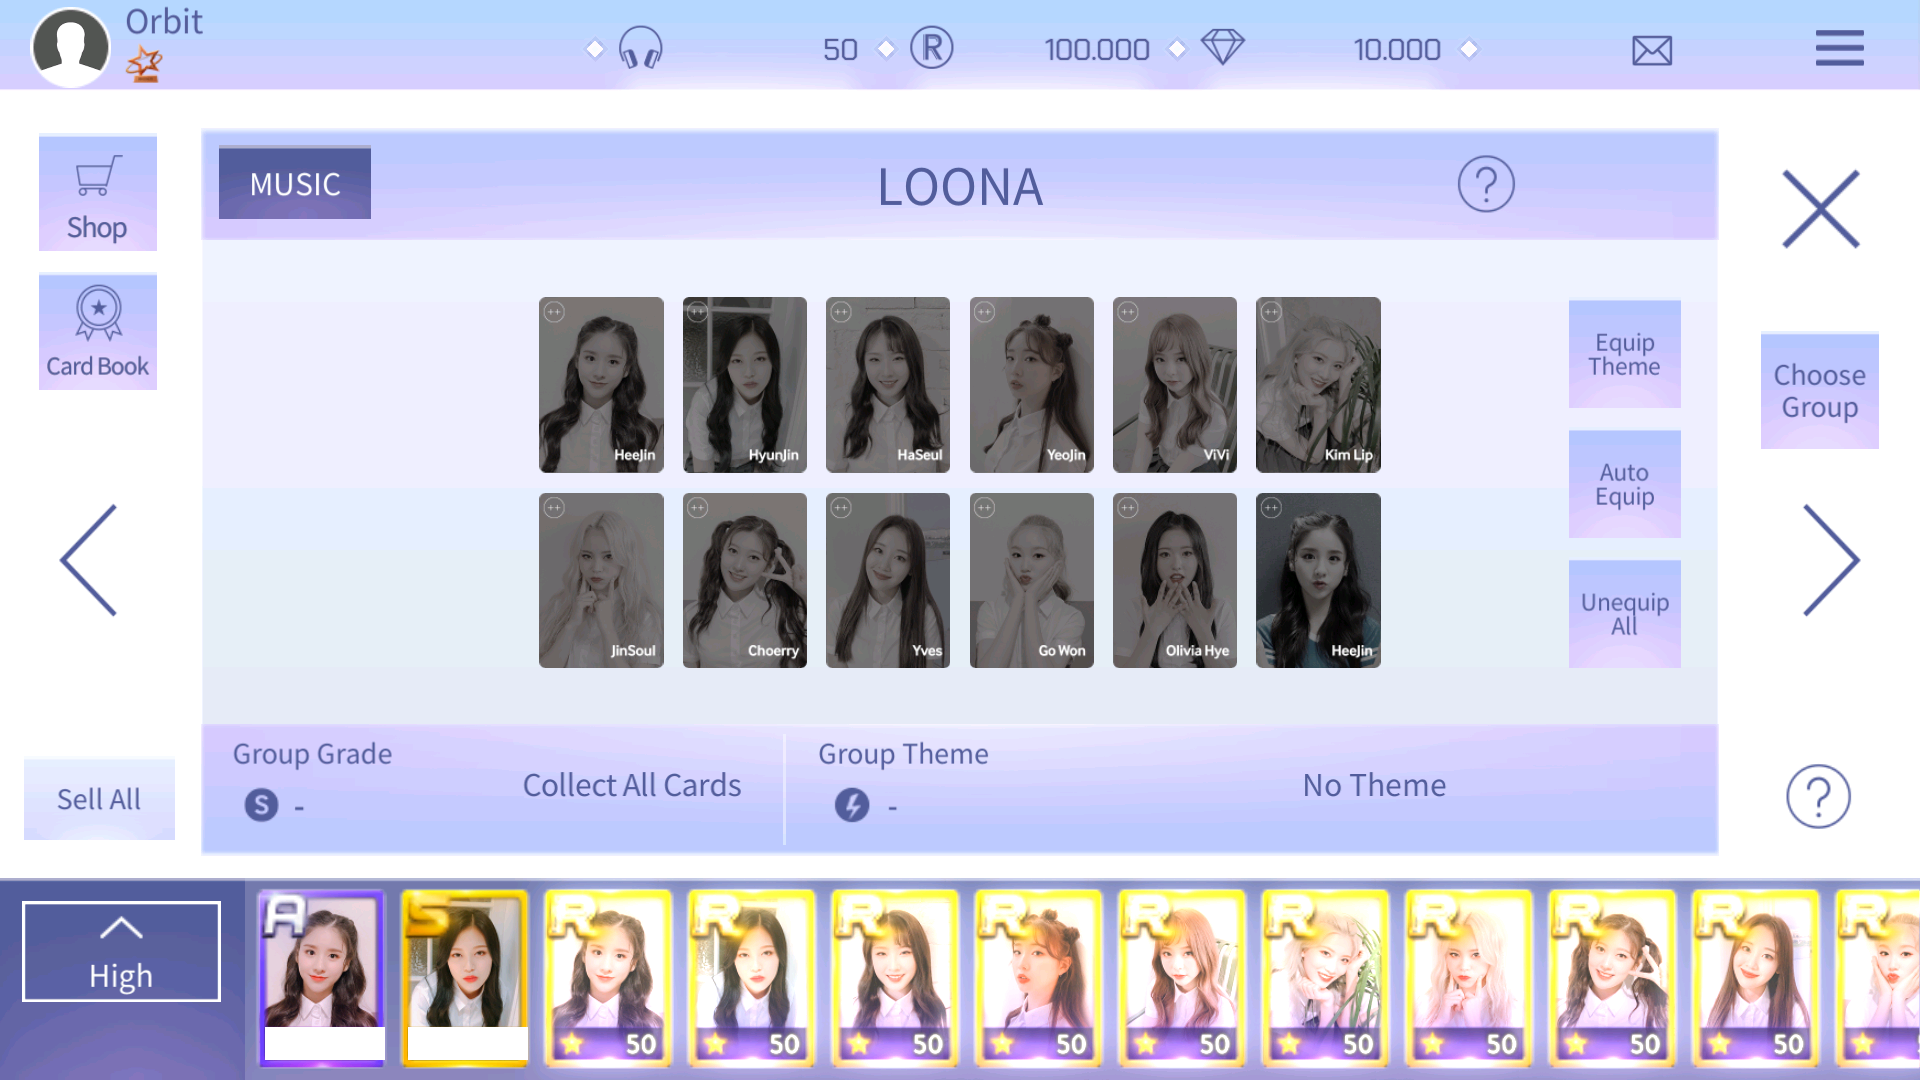 Orbit
50
R
100.000
10.000
Shop
Card Book
MUSIC
LOONA
?
HeeJin
HyunJin
HaSeul
YeoJin
ViVi
Kim Lip
JinSoul
Choerry
Yves
Go Won
Olivia Hye
HeeJin
Equip
Theme
Auto
Equip
Unequip
All
Choose
Group
Sell All
Group Grade
S -
Collect All Cards
Group Theme
-
No Theme
?
High
A
S
R
R
R
R
R
R
R
R
R
R
50
50
50
50
50
50
50
50
50